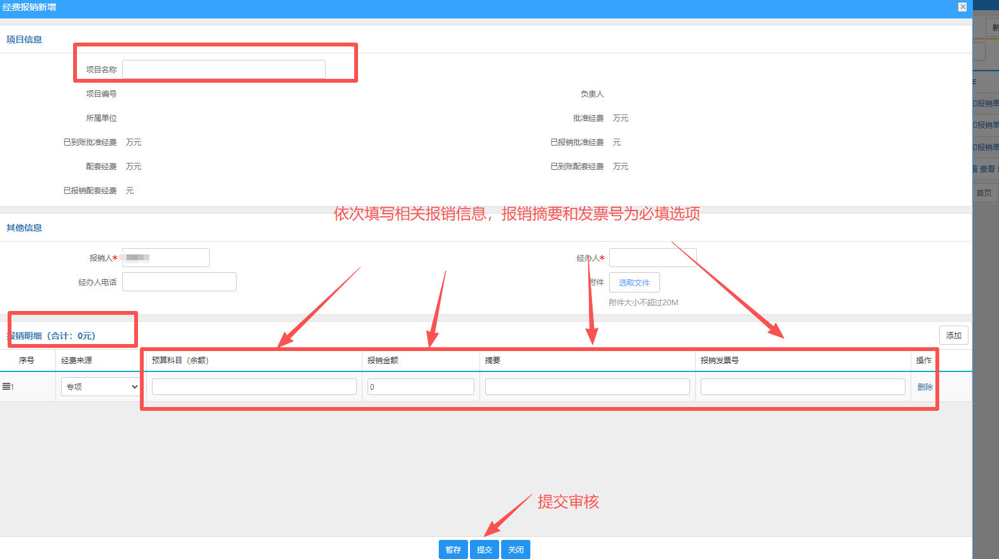 经费报销新增
新
项目信息
项目名称
项目编号
负责人
所属单位
批准经费 万元
已到账批准经费 万元
已报销批准经费 元
配套经费 万元
已到账配套经费 万元
已报销配套经费 元
依次填写相关报销信息，报销摘要和发票号为必填选项
其他信息
报销人*
经办人*
经办人电话
附件 选取文件
附件大小不超过20M
报销明细（合计：0元）
添加
序号 经费来源 预算科目（余额） 报销金额 摘要 报销发票号 操作
1 专项 0 删除
提交审核
暂存 提交 关闭
报销单
报销单
报销单
查看
首页